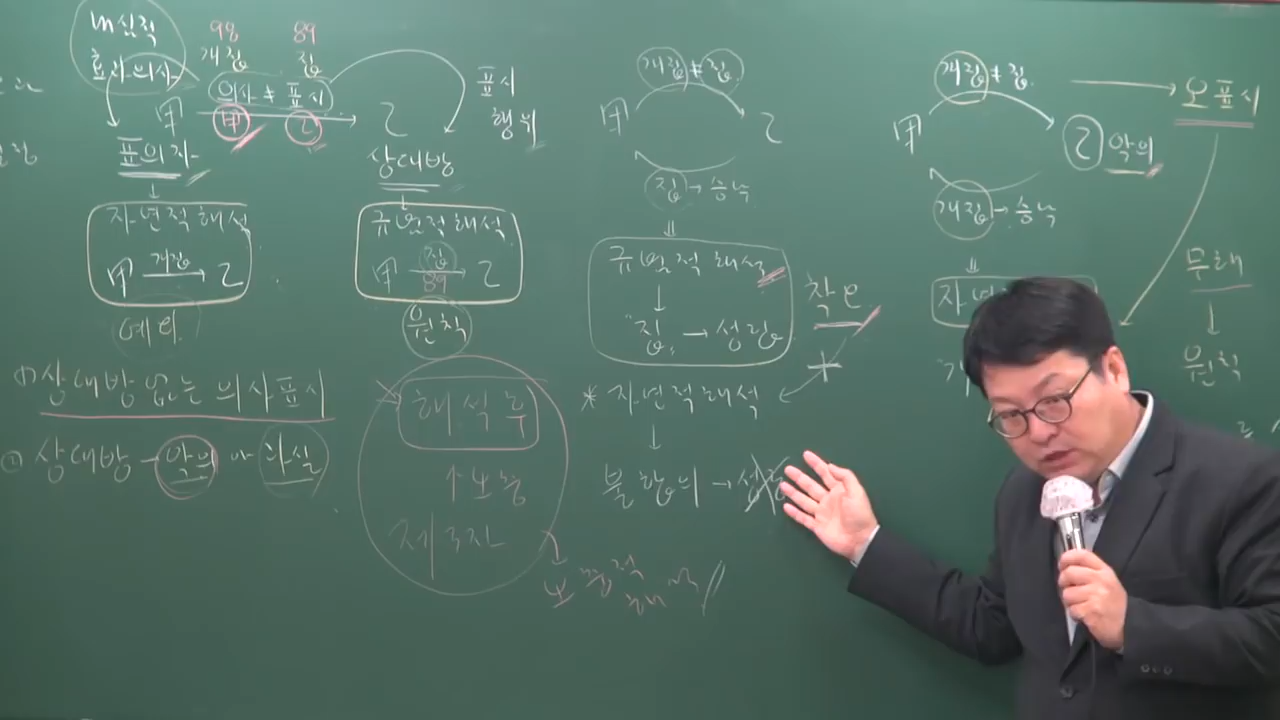 내심적
효과의사
98
89
개집
집
의사 ≠ 표시
甲
甲
乙
乙
표시
행위
표의자
상대방
↓
↓
자연적 해석
甲 개집 → 乙
예외
규범적 해석
집
甲 → 乙
89
원칙
① 상대방 없는 의사표시
② 상대방 - 악의 or 과실
해석 후
↑ 보충
제3자
보충적
해석
개집 ≠ 집
甲
乙
집 → 승낙
⇓
규범적 해석
↓
"집" → 성립
착오
* 자연적 해석
↓
불합의 → 성립
개집 ≠ 집
오표시
甲
乙 악의
개집 → 승낙
⇓
무해
↓
원칙